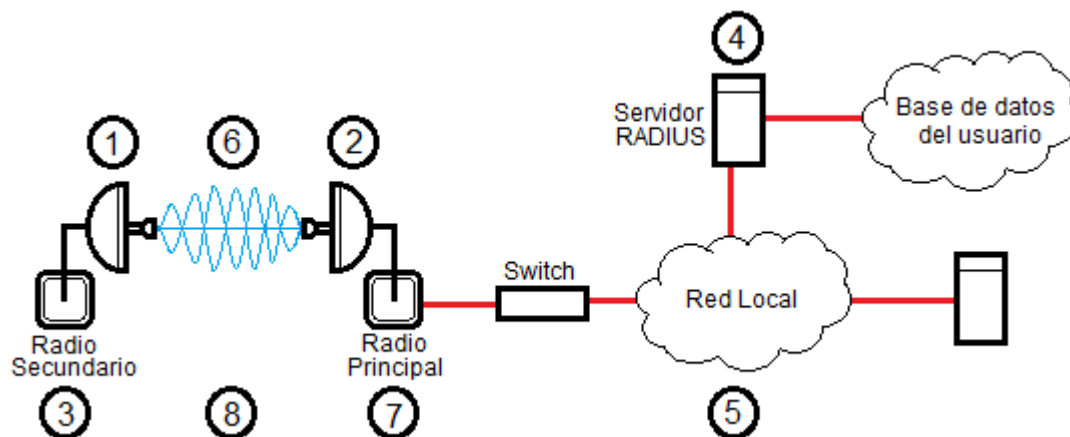 4
Servidor
RADIUS
Base de datos
del usuario
1
6
2
Switch
Red Local
Radio
Secundario
Radio
Principal
3
8
7
5